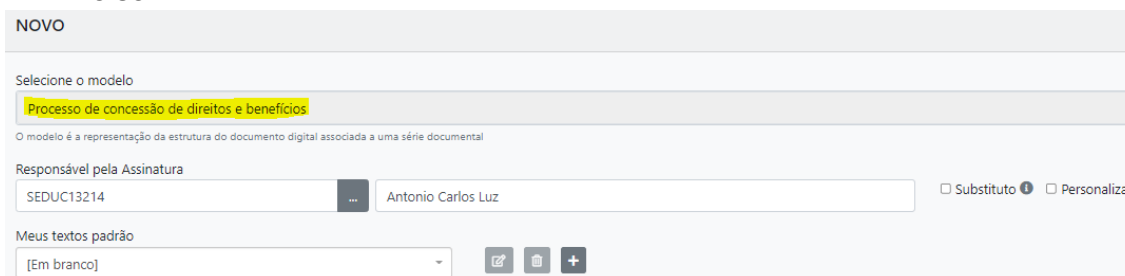 NOVO
Selecione o modelo
Processo de concessão de direitos e benefícios
O modelo é a representação da estrutura do documento digital associada a uma série documental
Responsável pela Assinatura
SEDUC13214 ... Antonio Carlos Luz Substituto Personaliza
Meus textos padrão
[Em branco]